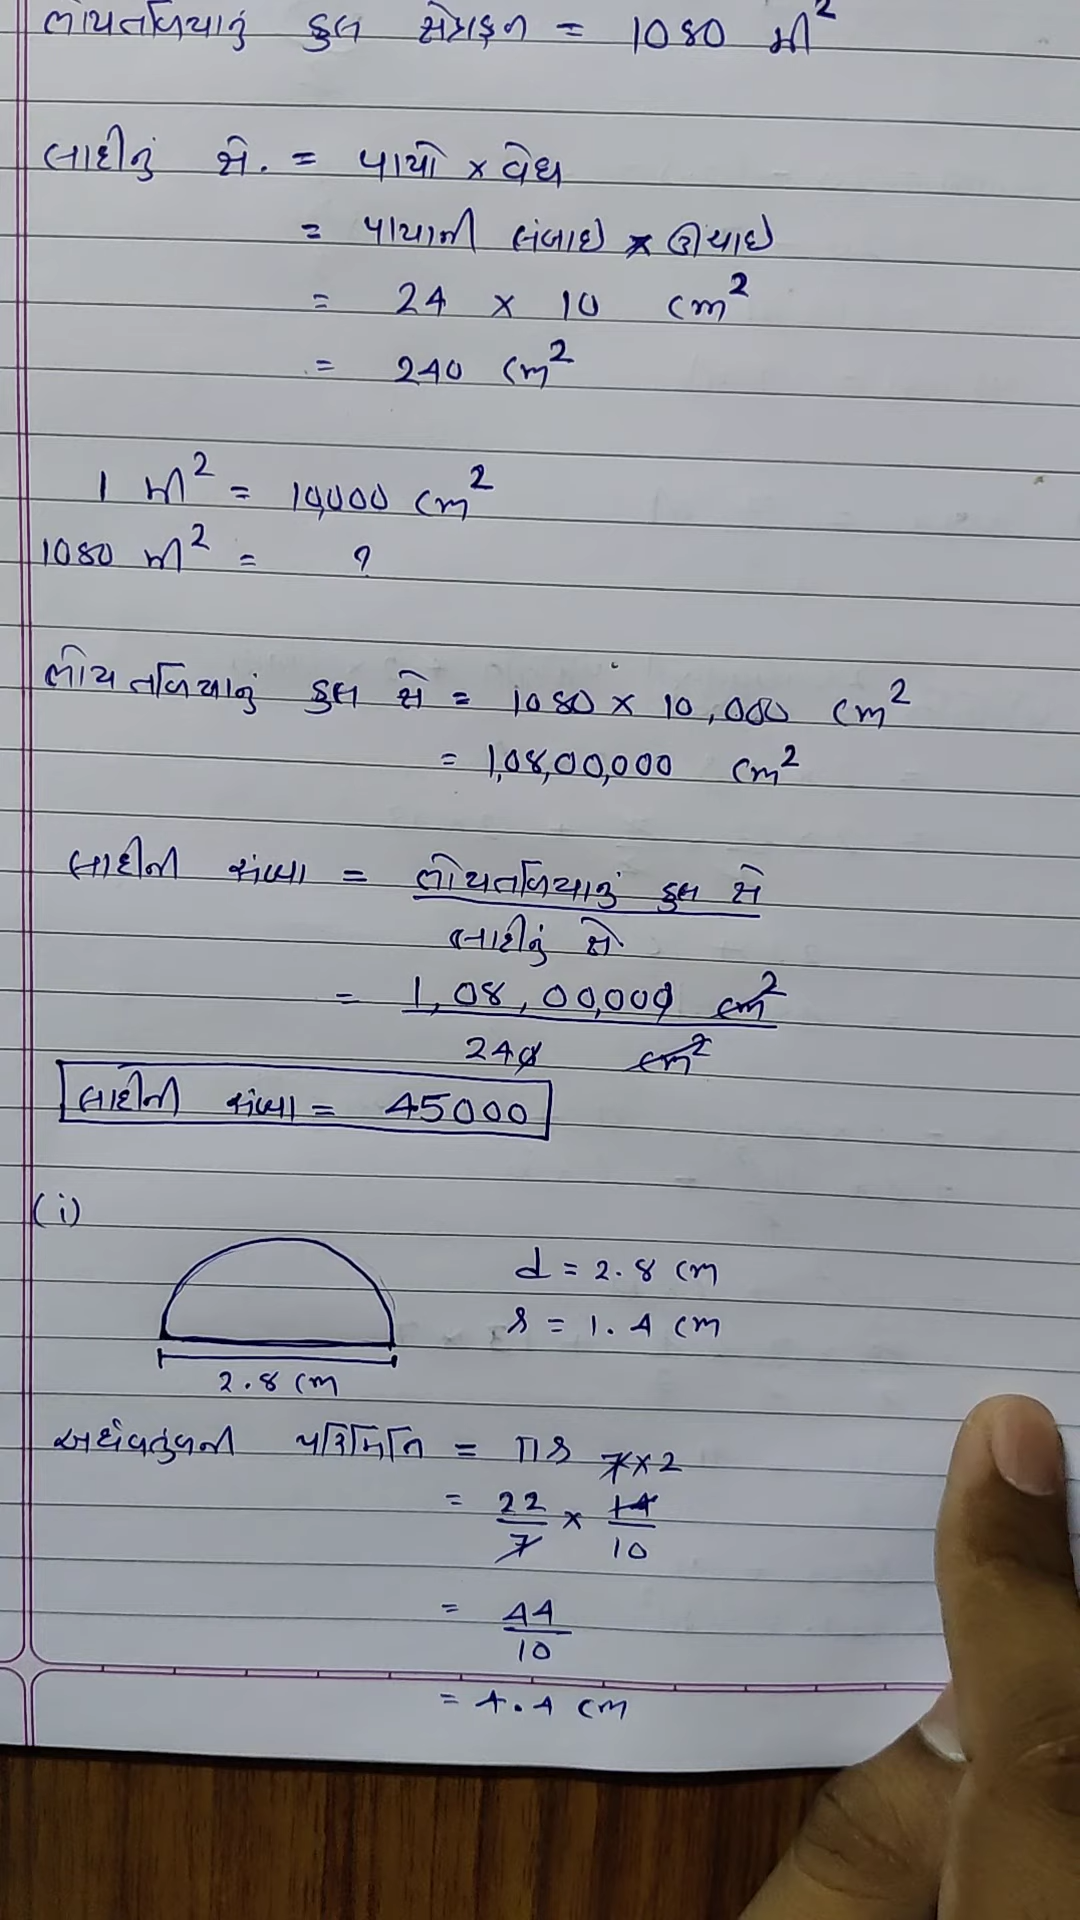 ભોંયતળિયાનું કુલ ક્ષેત્રફળ = 1080 મી²
લાદીનું ક્ષે. = પાયો × વેધ
= પાયાની લંબાઇ × ઊંચાઇ
= 24 × 10 cm²
= 240 cm²
1 મી² = 10,000 cm²
1080 મી² = ?
ભોંયતળિયાનું કુલ ક્ષે = 1080 × 10,000 cm²
= 1,08,00,000 cm²
લાદીની સંખ્યા = ભોંયતળિયાનું કુલ ક્ષે
લાદીનું ક્ષે
= 1,08,00,000 cm²
240 cm²
લાદીની સંખ્યા = 45000
(i)
d = 2.8 cm
r = 1.4 cm
2.8 cm
અર્ધવર્તુળની પરિમિતિ = πr 7×2
= 22/7 × 14/10
= 44/10
= 4.4 cm